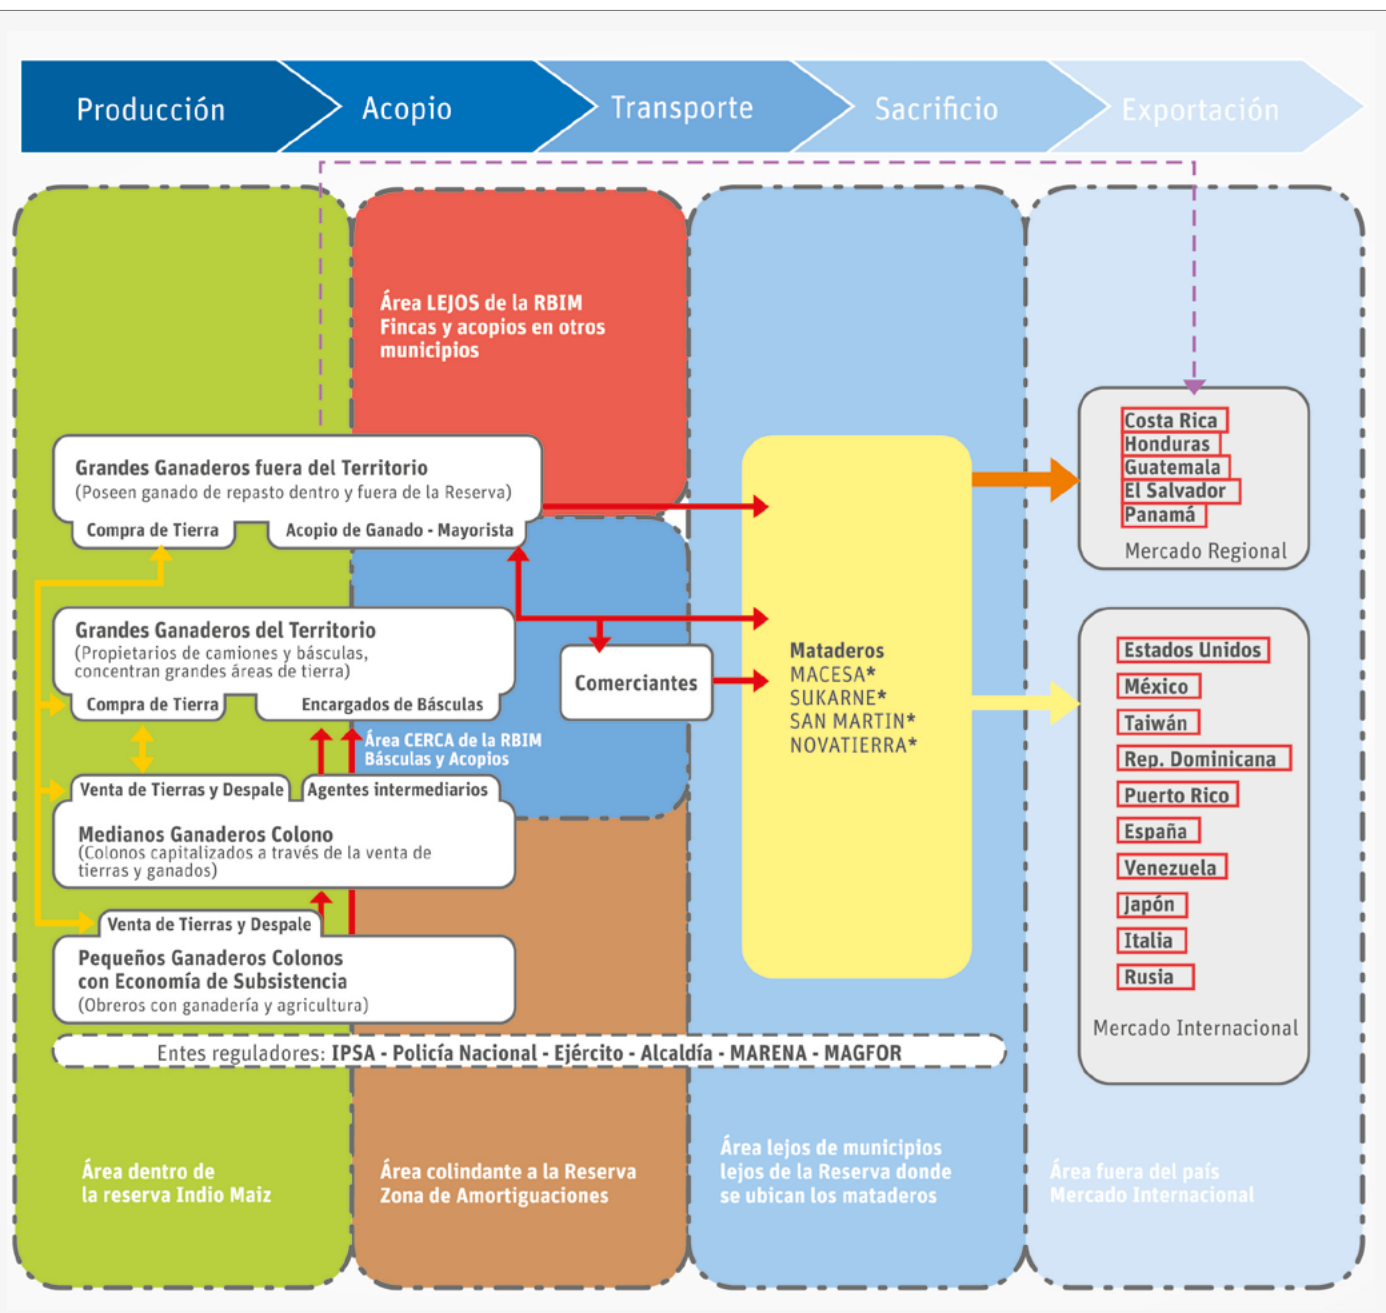 Producción
Acopio
Transporte
Sacrificio
Exportación
Área LEJOS de la RBIM
Fincas y acopios en otros
municipios
Grandes Ganaderos fuera del Territorio
(Poseen ganado de repasto dentro y fuera de la Reserva)
Compra de Tierra
Acopio de Ganado - Mayorista
Grandes Ganaderos del Territorio
(Propietarios de camiones y básculas,
concentran grandes áreas de tierra)
Compra de Tierra
Encargados de Básculas
Área CERCA de la RBIM
Básculas y Acopios
Venta de Tierras y Despale
Agentes intermediarios
Medianos Ganaderos Colono
(Colonos capitalizados a través de la venta de
tierras y ganados)
Venta de Tierras y Despale
Pequeños Ganaderos Colonos
con Economía de Subsistencia
(Obreros con ganadería y agricultura)
Comerciantes
Mataderos
MACESA*
SUKARNE*
SAN MARTIN*
NOVATIERRA*
Costa Rica
Honduras
Guatemala
El Salvador
Panamá
Mercado Regional
Estados Unidos
México
Taiwán
Rep. Dominicana
Puerto Rico
España
Venezuela
Japón
Italia
Rusia
Mercado Internacional
Entes reguladores: IPSA - Policía Nacional - Ejército - Alcaldía - MARENA - MAGFOR
Área dentro de
la reserva Indio Maiz
Área colindante a la Reserva
Zona de Amortiguaciones
Área lejos de municipios
lejos de la Reserva donde
se ubican los mataderos
Área fuera del país
Mercado Internacional